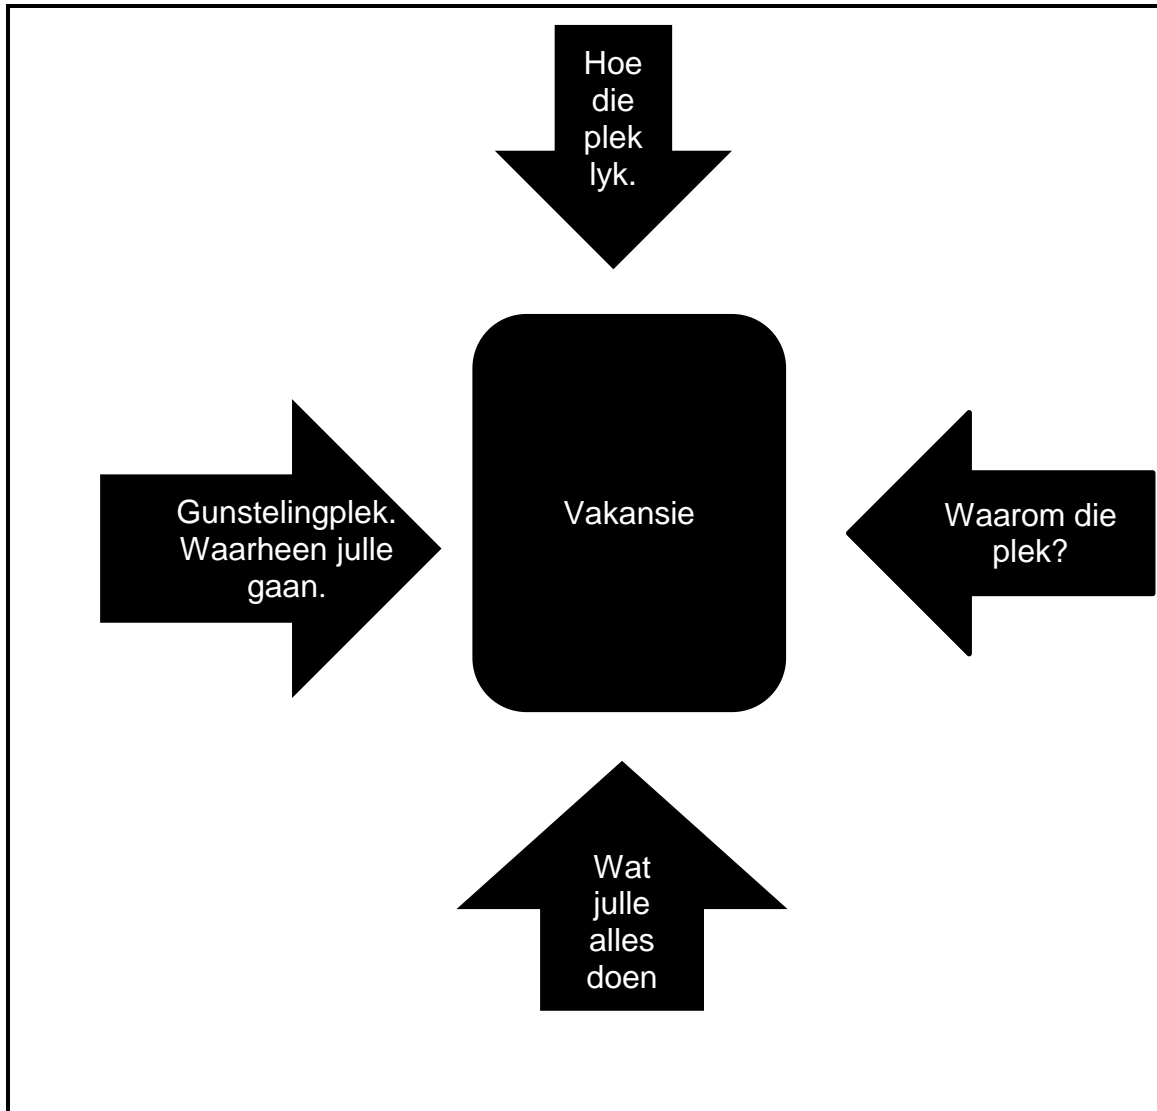 Hoe
die
plek
lyk.
Gunstelingplek.
Waarheen julle
gaan.
Vakansie
Waarom die
plek?
Wat
julle
alles
doen